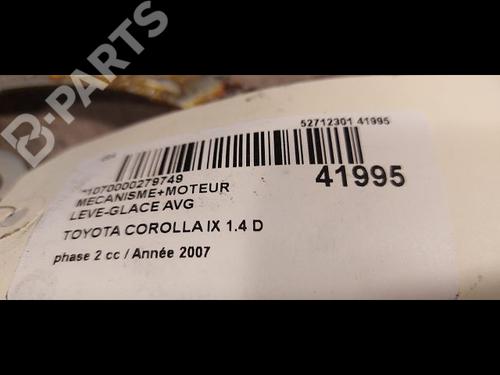 B-PARTS
52712301 41995
*1070000279749
41995
MECANISME+MOTEUR
LEVE-GLACE AVG
TOYOTA COROLLA IX 1.4 D
phase 2 cc / Année 2007